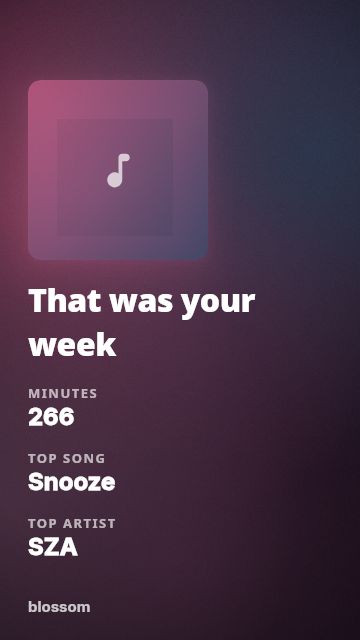 That was your
week
MINUTES
266
TOP SONG
Snooze
TOP ARTIST
SZA
blossom